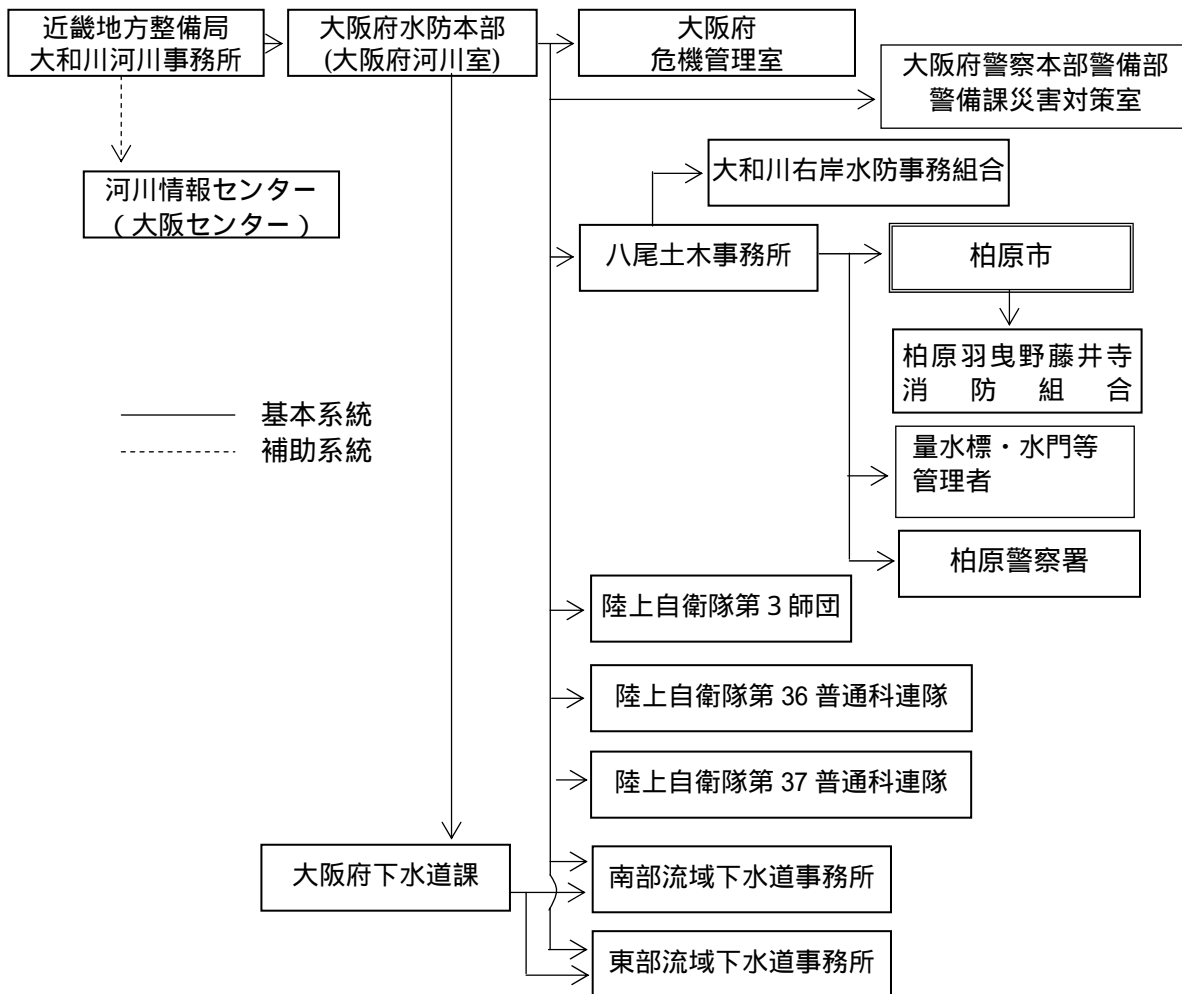 近畿地方整備局
大和川河川事務所
大阪府水防本部
(大阪府河川室)
大阪府
危機管理室
大阪府警察本部警備部
警備課災害対策室
河川情報センター
(大阪センター)
大和川右岸水防事務組合
八尾土木事務所
柏原市
柏原羽曳野藤井寺
消防組合
基本系統
補助系統
量水標・水門等
管理者
柏原警察署
陸上自衛隊第3師団
陸上自衛隊第36普通科連隊
陸上自衛隊第37普通科連隊
大阪府下水道課
南部流域下水道事務所
東部流域下水道事務所